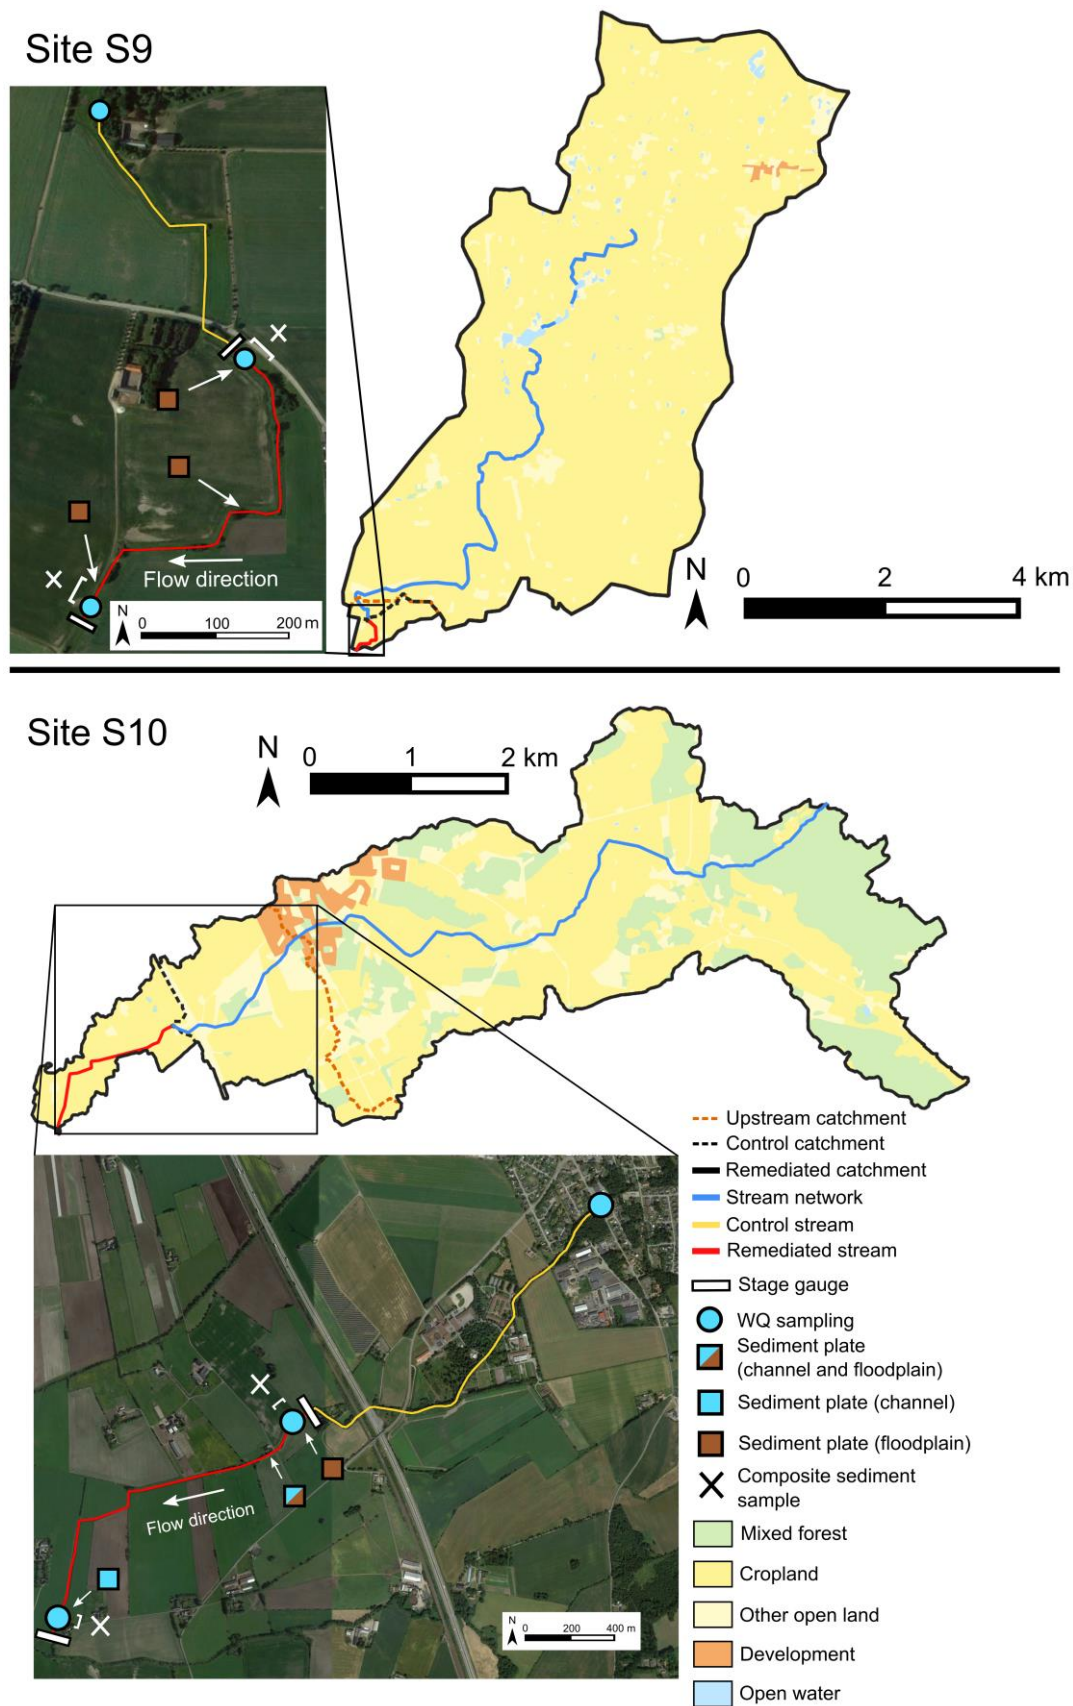 Site S9
Flow direction
N
0 100 200 m
N
0 2 4 km
Site S10
N
0 1 2 km
Upstream catchment
Control catchment
Remediated catchment
Stream network
Control stream
Remediated stream
Stage gauge
WQ sampling
Sediment plate
(channel and floodplain)
Sediment plate (channel)
Sediment plate (floodplain)
Composite sediment
sample
Mixed forest
Cropland
Other open land
Development
Open water
Flow direction
N
0 200 400 m